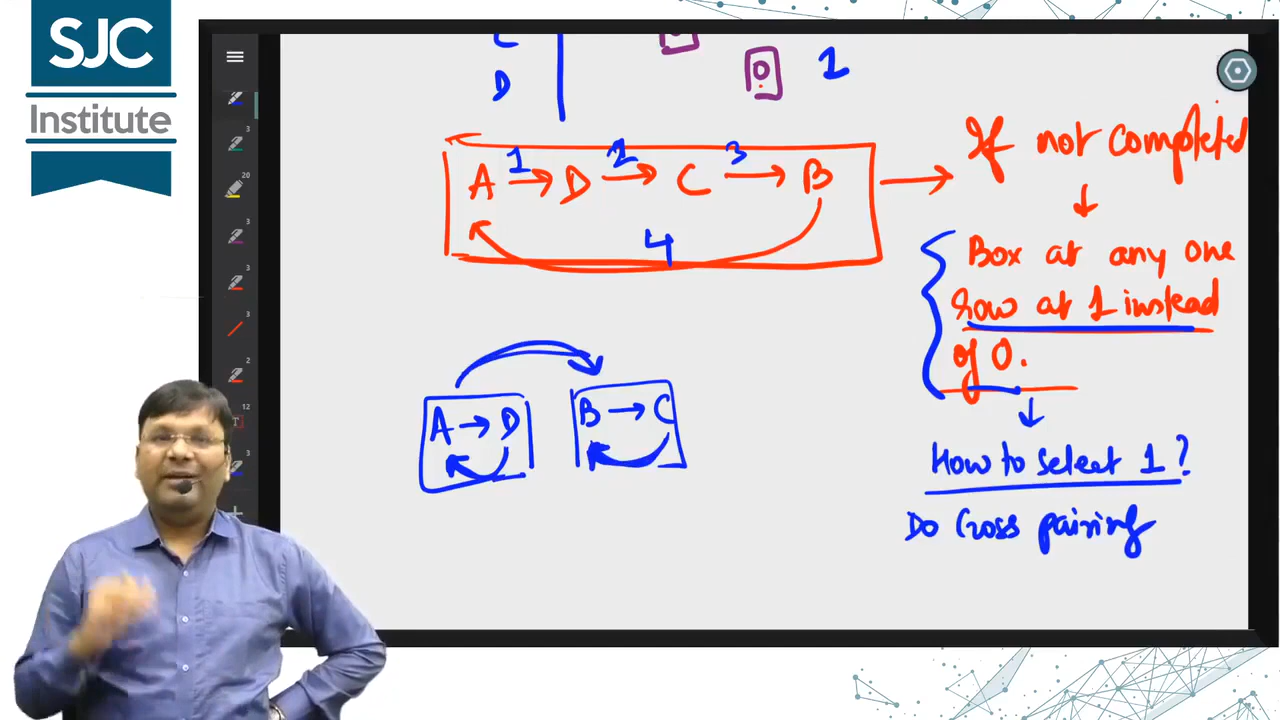 SJC
Institute
C
D
0
1
A 1→ D 2→ C 3→ B → If not completed
4
Box at any one
row at 1 instead
of 0.
A → D
B → C
How to select 1?
Do Cross pairing